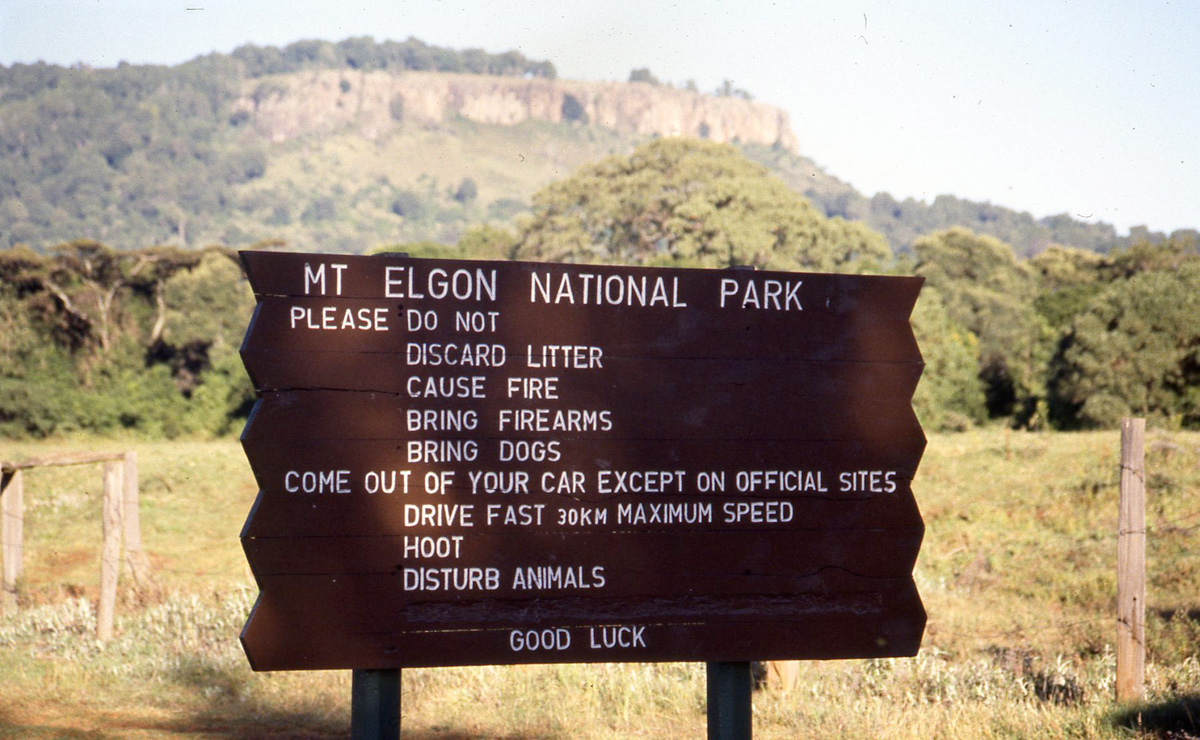 MT ELGON NATIONAL PARK
PLEASE DO NOT
DISCARD LITTER
CAUSE FIRE
BRING FIREARMS
BRING DOGS
COME OUT OF YOUR CAR EXCEPT ON OFFICIAL SITES
DRIVE FAST 30KM MAXIMUM SPEED
HOOT
DISTURB ANIMALS
GOOD LUCK